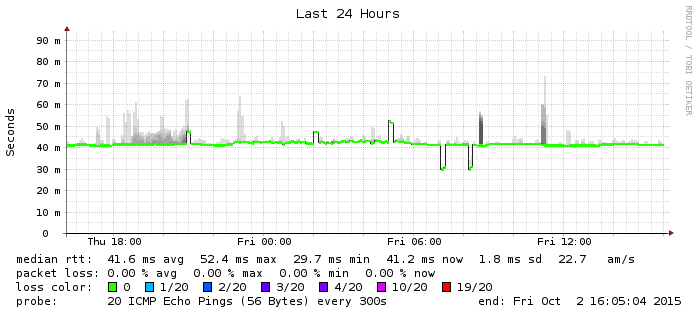 Last 24 Hours
RRDTOOL / TOBI OETIKER
Seconds
90 m
80 m
70 m
60 m
50 m
40 m
30 m
20 m
10 m
0
Thu 18:00 Fri 00:00 Fri 06:00 Fri 12:00
median rtt: 41.6 ms avg 52.4 ms max 29.7 ms min 41.2 ms now 1.8 ms sd 22.7 am/s
packet loss: 0.00 % avg 0.00 % max 0.00 % min 0.00 % now
loss color: 0 1/20 2/20 3/20 4/20 10/20 19/20
probe: 20 ICMP Echo Pings (56 Bytes) every 300s end: Fri Oct 2 16:05:04 2015